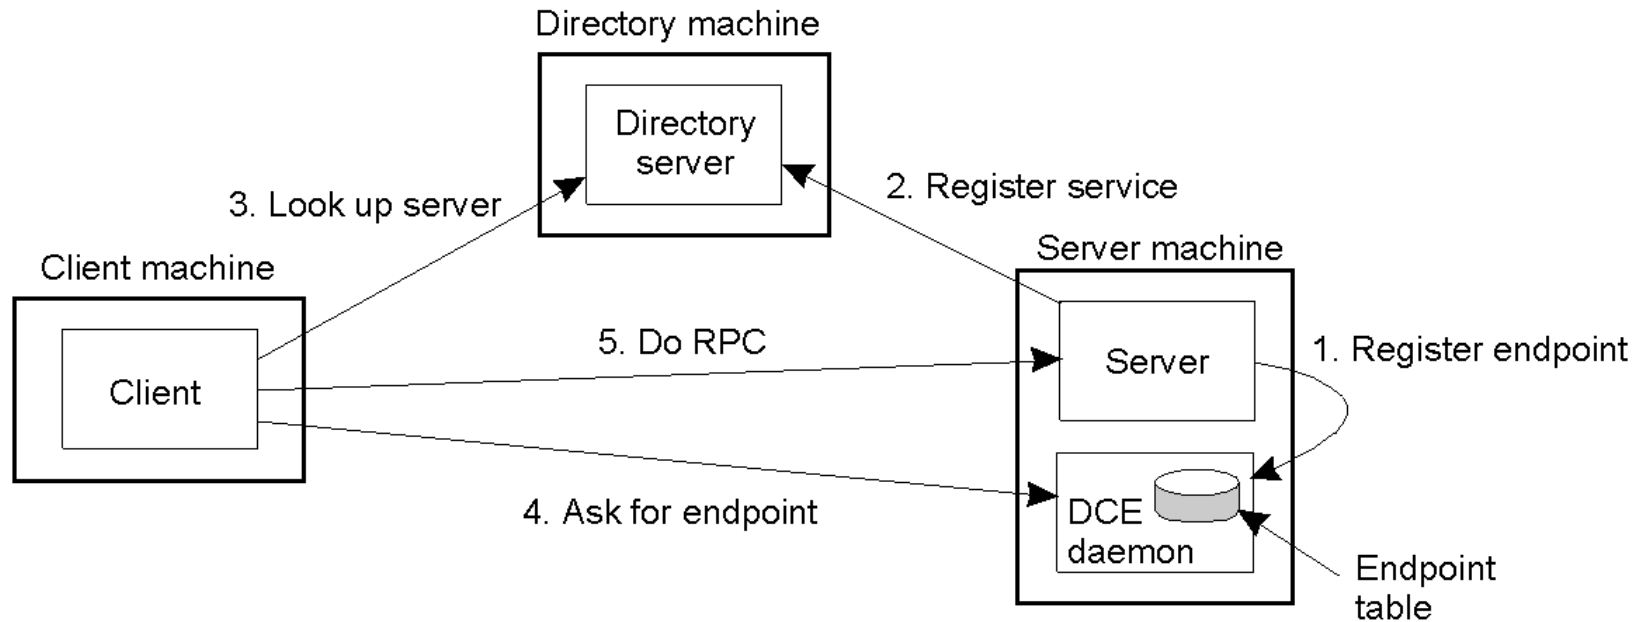 Directory machine
Directory
server
3. Look up server
2. Register service
Server machine
Client machine
5. Do RPC
Server
1. Register endpoint
Client
4. Ask for endpoint
DCE
daemon
Endpoint
table